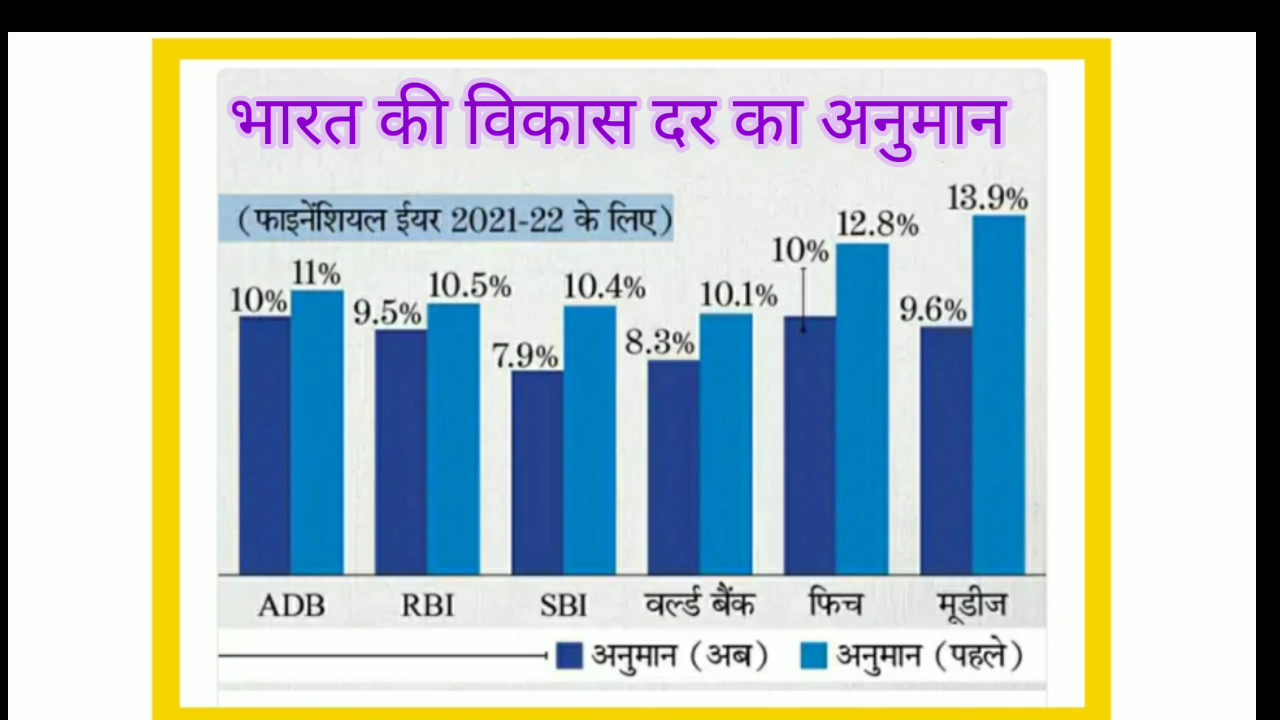 भारत की विकास दर का अनुमान
(फाइनेंशियल ईयर 2021-22 के लिए)
10% 11%
9.5% 10.5%
7.9% 10.4%
8.3% 10.1%
10% 12.8%
9.6% 13.9%
ADB RBI SBI वर्ल्ड बैंक फिच मूडीज
अनुमान (अब) अनुमान (पहले)